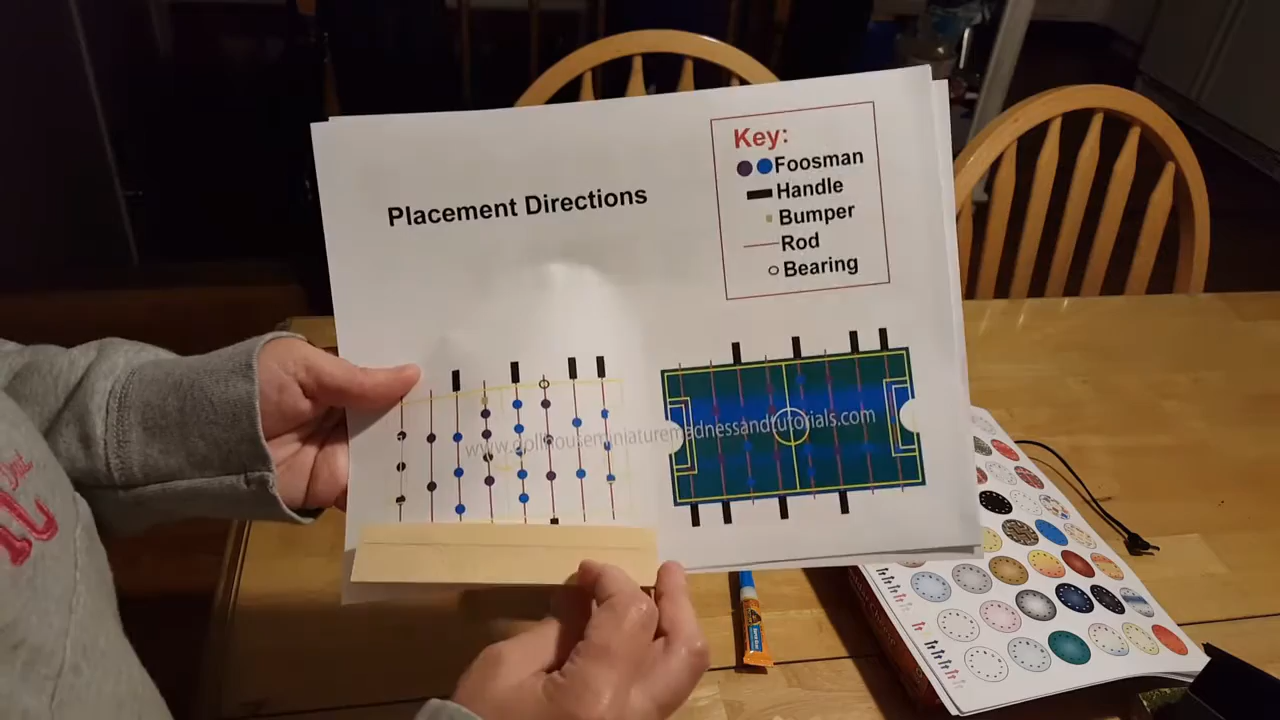 Placement Directions
Key:
Foosman
Handle
Bumper
Rod
Bearing
www.dollhouseminiaturemadnessandtutorials.com